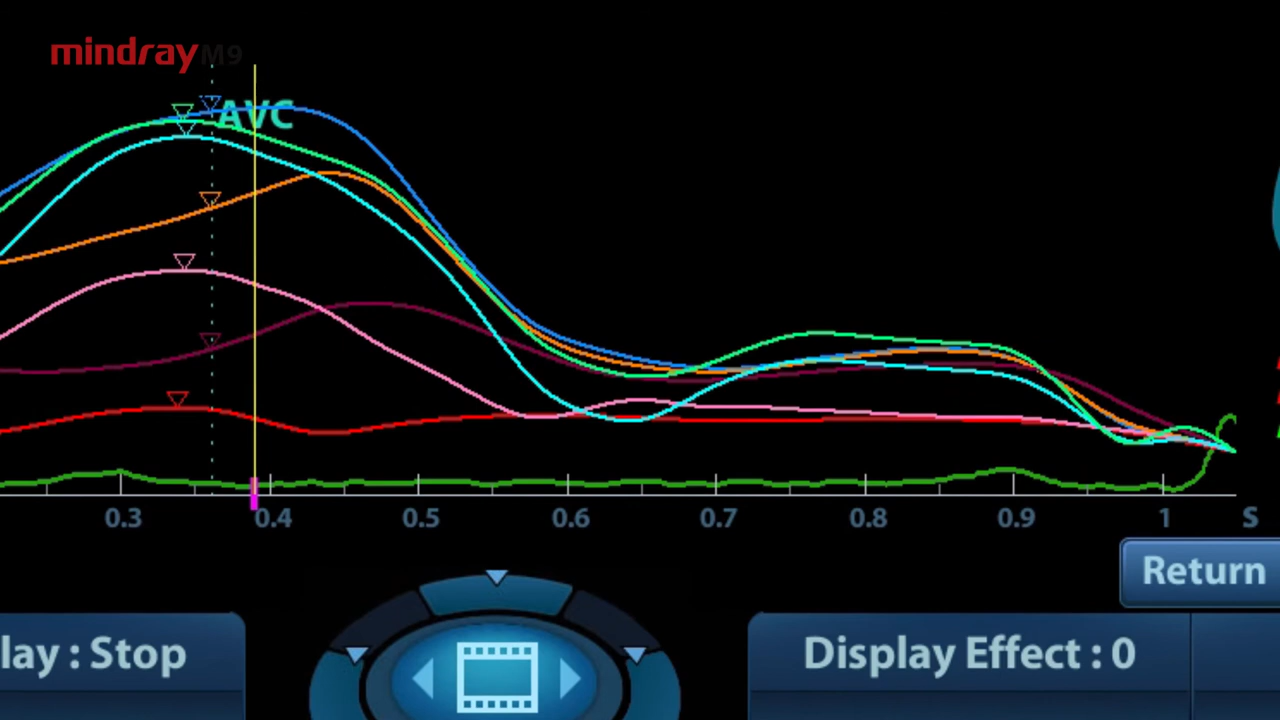 mindray M9
AVC
0.3 0.4 0.5 0.6 0.7 0.8 0.9 1 S
Return
lay : Stop
Display Effect : 0